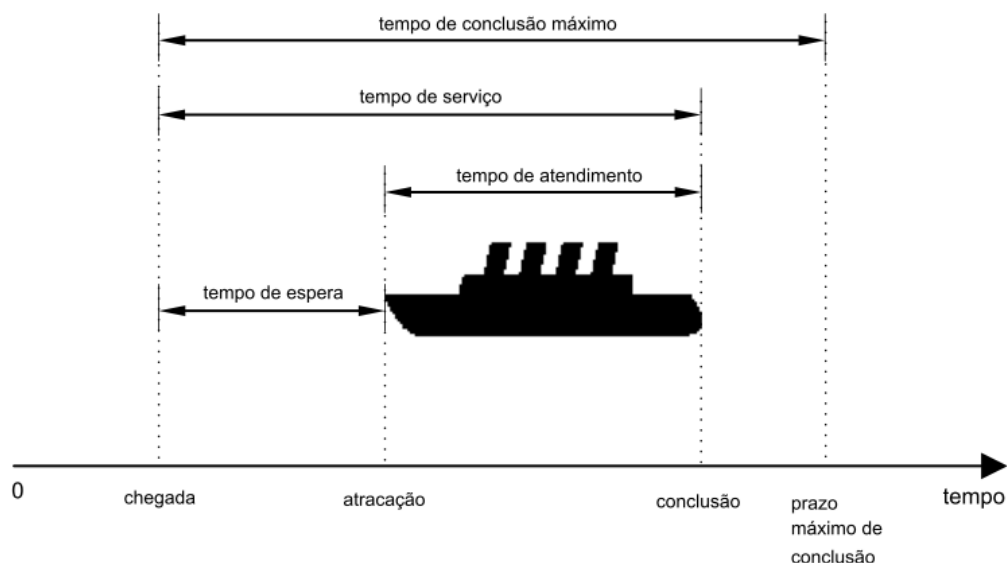 tempo de conclusão máximo
tempo de serviço
tempo de atendimento
tempo de espera
0
chegada
atracação
conclusão
prazo
máximo de
conclusão
tempo